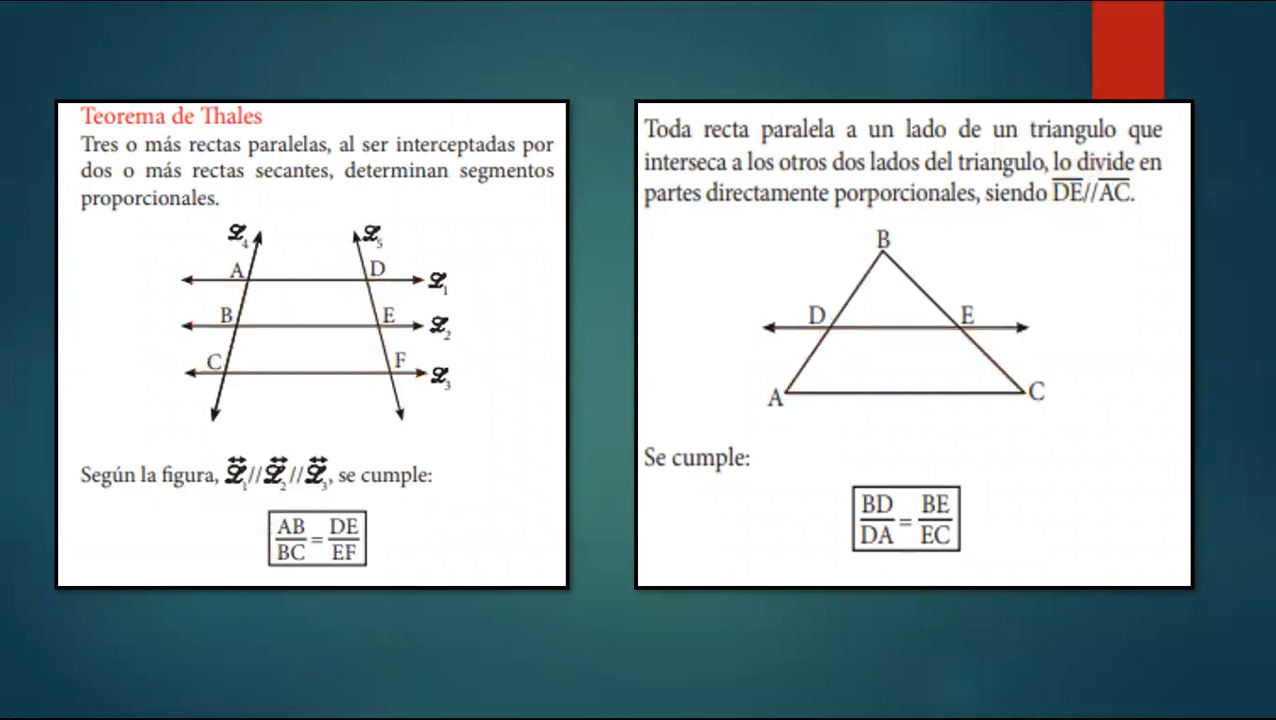 Teorema de Thales
Tres o más rectas paralelas, al ser interceptadas por
dos o más rectas secantes, determinan segmentos
proporcionales.
ℒ4 ℒ5
A D ℒ1
B E ℒ2
C F ℒ3
Según la figura, ℒ1//ℒ2//ℒ3, se cumple:
AB/BC = DE/EF
Toda recta paralela a un lado de un triangulo que
interseca a los otros dos lados del triangulo, lo divide en
partes directamente porporcionales, siendo DE//AC.
B
D E
A C
Se cumple:
BD/DA = BE/EC